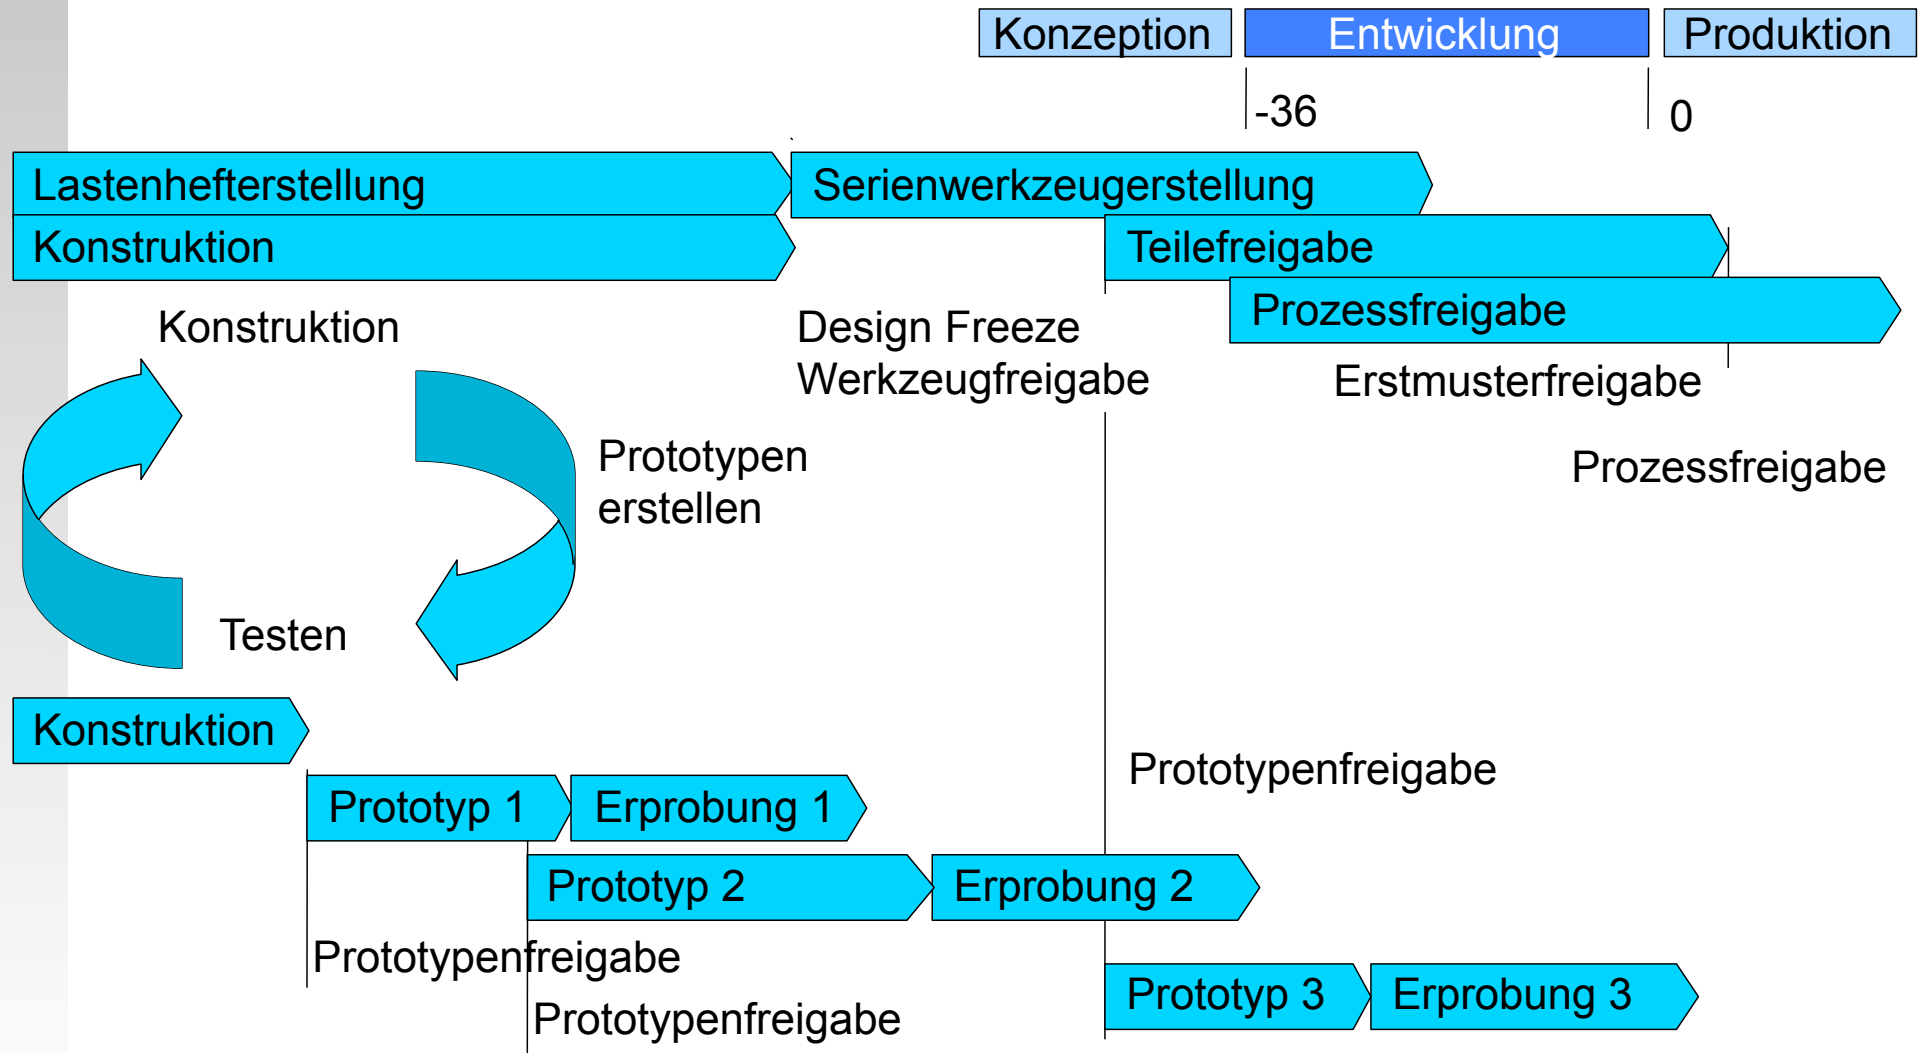 Konzeption
Entwicklung
Produktion
-36
0
Lastenhefterstellung
Serienwerkzeugerstellung
Konstruktion
Teilefreigabe
Prozessfreigabe
Konstruktion
Design Freeze
Werkzeugfreigabe
Erstmusterfreigabe
Prototypen
erstellen
Prozessfreigabe
Testen
Konstruktion
Prototypenfreigabe
Prototyp 1
Erprobung 1
Prototyp 2
Erprobung 2
Prototypenfreigabe
Prototyp 3
Erprobung 3
Prototypenfreigabe